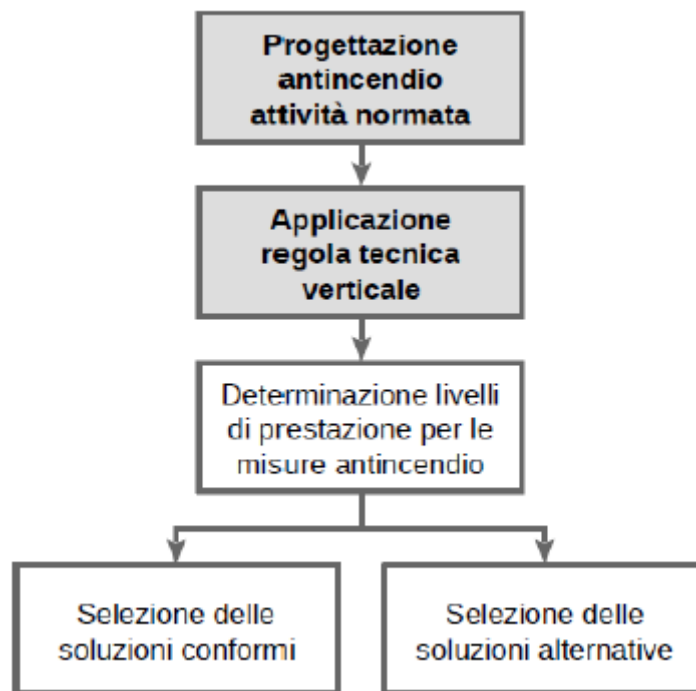 Progettazione
antincendio
attività normata
Applicazione
regola tecnica
verticale
Determinazione livelli
di prestazione per le
misure antincendio
Selezione delle
soluzioni conformi
Selezione delle
soluzioni alternative